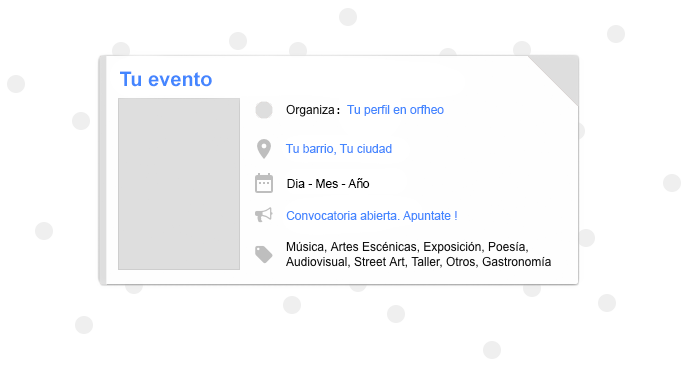 Tu evento
Organiza: Tu perfil en orfheo
Tu barrio, Tu ciudad
Dia - Mes - Año
Convocatoria abierta. Apuntate !
Música, Artes Escénicas, Exposición, Poesía,
Audiovisual, Street Art, Taller, Otros, Gastronomía